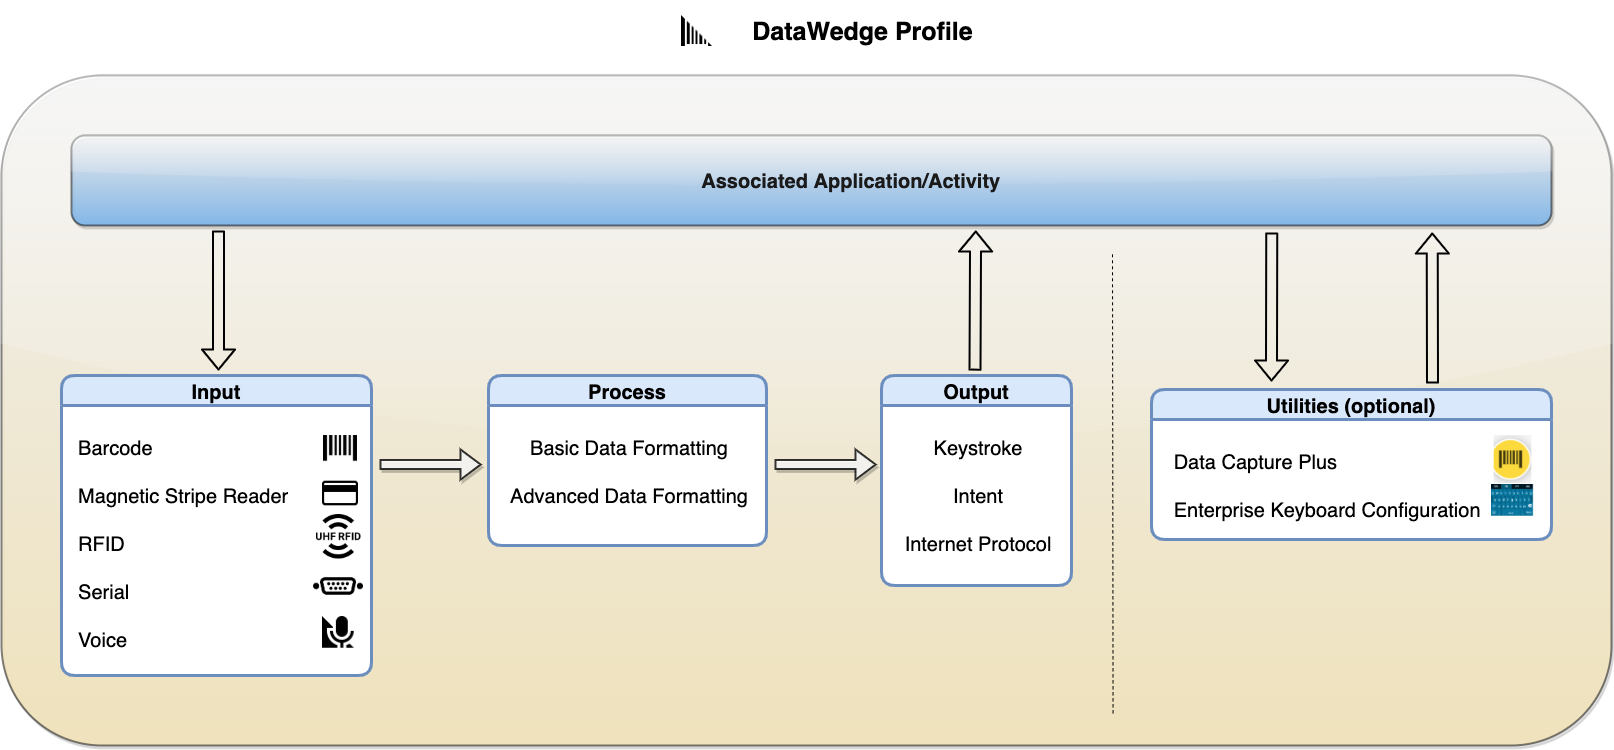 DataWedge Profile
Associated Application/Activity
Input
Barcode
Magnetic Stripe Reader
RFID
UHF RFID
Serial
Voice
Process
Basic Data Formatting
Advanced Data Formatting
Output
Keystroke
Intent
Internet Protocol
Utilities (optional)
Data Capture Plus
Enterprise Keyboard Configuration